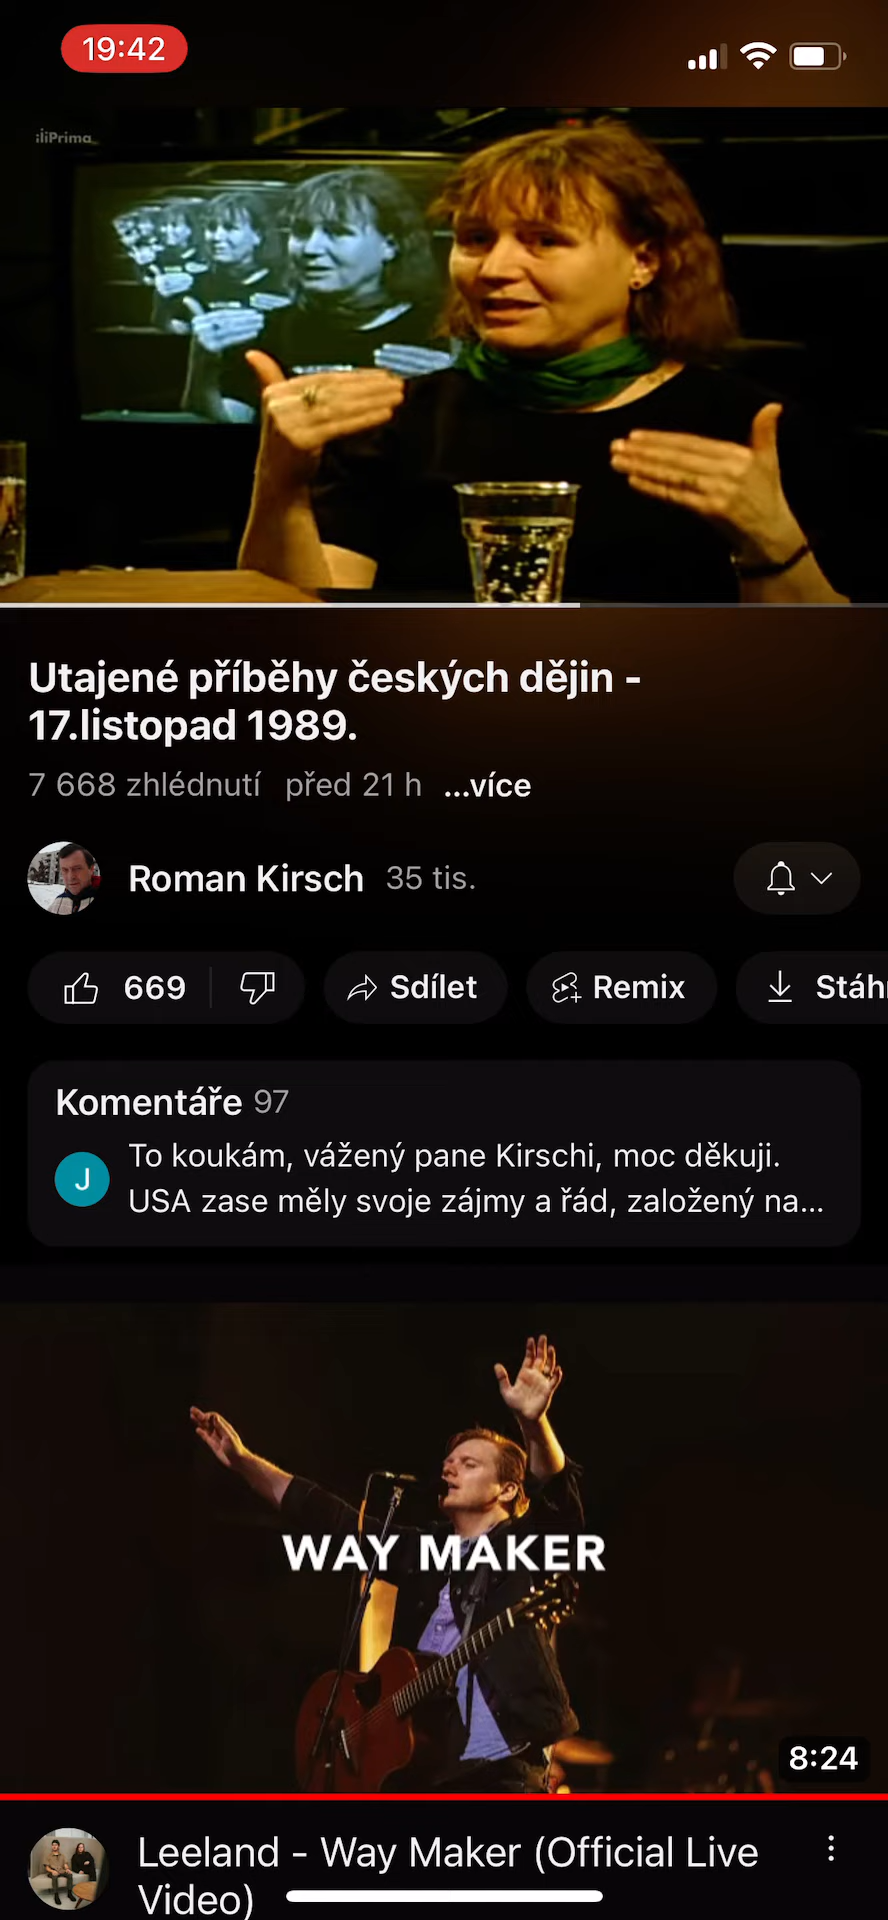 19:42
Prima
Utajené příběhy českých dějin -
17.listopad 1989.
7 668 zhlédnutí před 21 h ...více
Roman Kirsch 35 tis.
669 Sdílet Remix Stáh
Komentáře 97
J
To koukám, vážený pane Kirschi, moc děkuji.
USA zase měly svoje zájmy a řád, založený na...
WAY MAKER
8:24
Leeland - Way Maker (Official Live
Video)